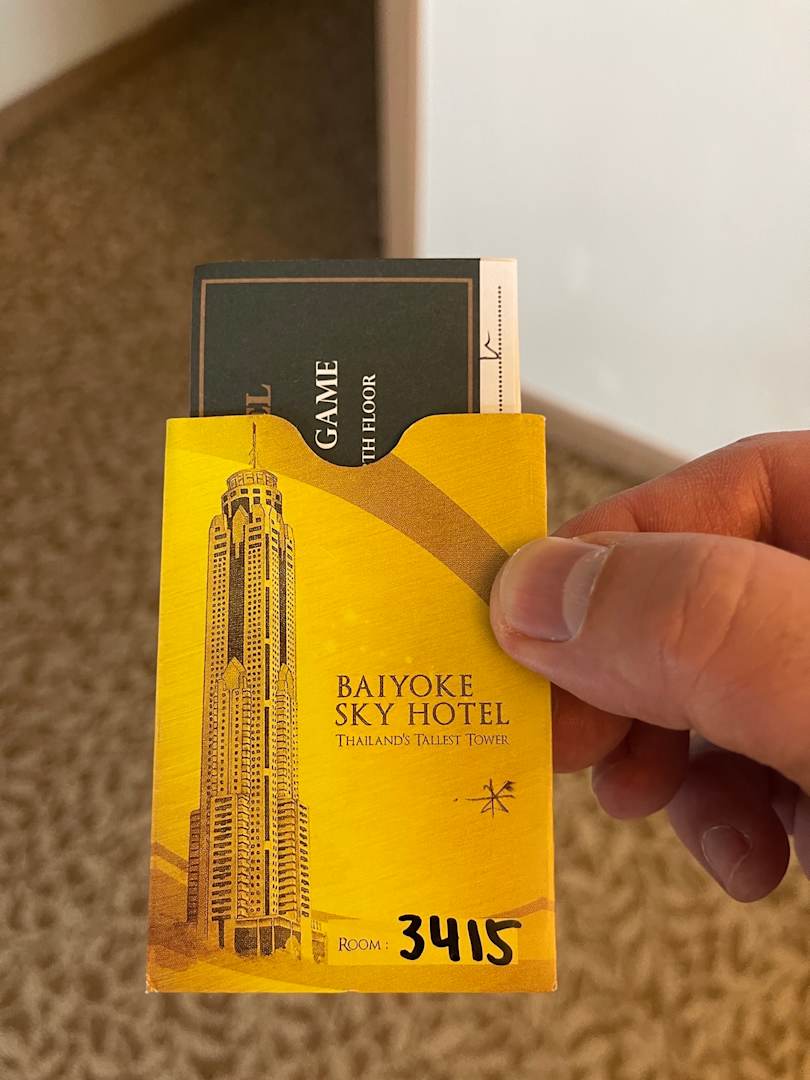 GAME
TH FLOOR
BAIYOKE
SKY HOTEL
THAILAND'S TALLEST TOWER
ROOM : 3415